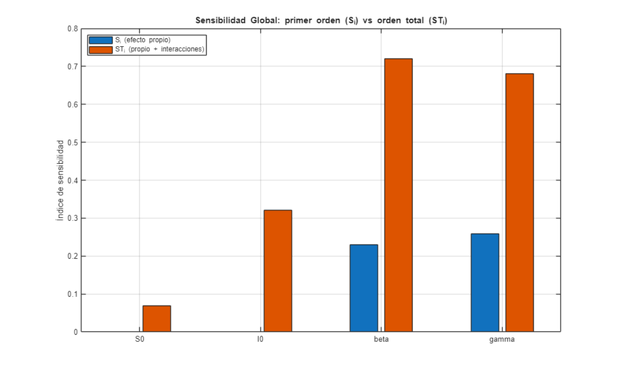 Sensibilidad Global: primer orden (Sᵢ) vs orden total (STᵢ)
Sᵢ (efecto propio)
STᵢ (propio + interacciones)
Índice de sensibilidad
0.8
0.7
0.6
0.5
0.4
0.3
0.2
0.1
0
S0
I0
beta
gamma